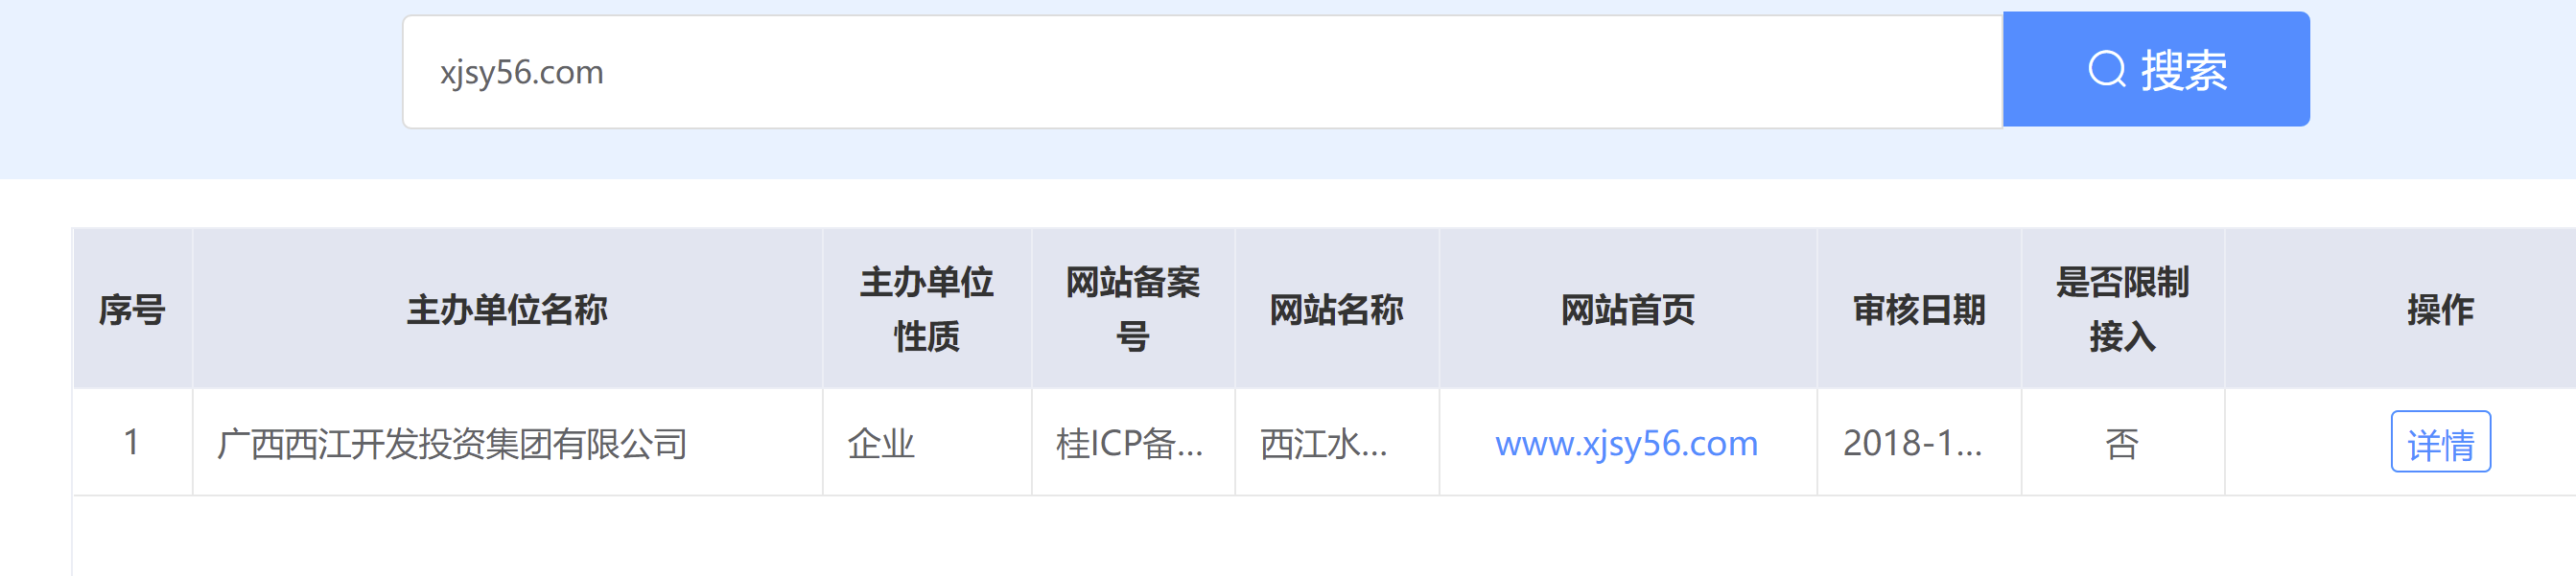 xjsy56.com
搜索
序号
主办单位名称
主办单位
性质
网站备案
号
网站名称
网站首页
审核日期
是否限制
接入
操作
1
广西西江开发投资集团有限公司
企业
桂ICP备...
西江水...
www.xjsy56.com
2018-1...
否
详情